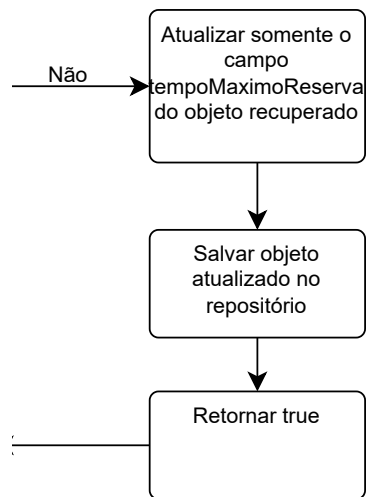 Atualizar somente o
campo
Não
tempoMaximoReserva
do objeto recuperado
Salvar objeto
atualizado no
repositório
Retornar true